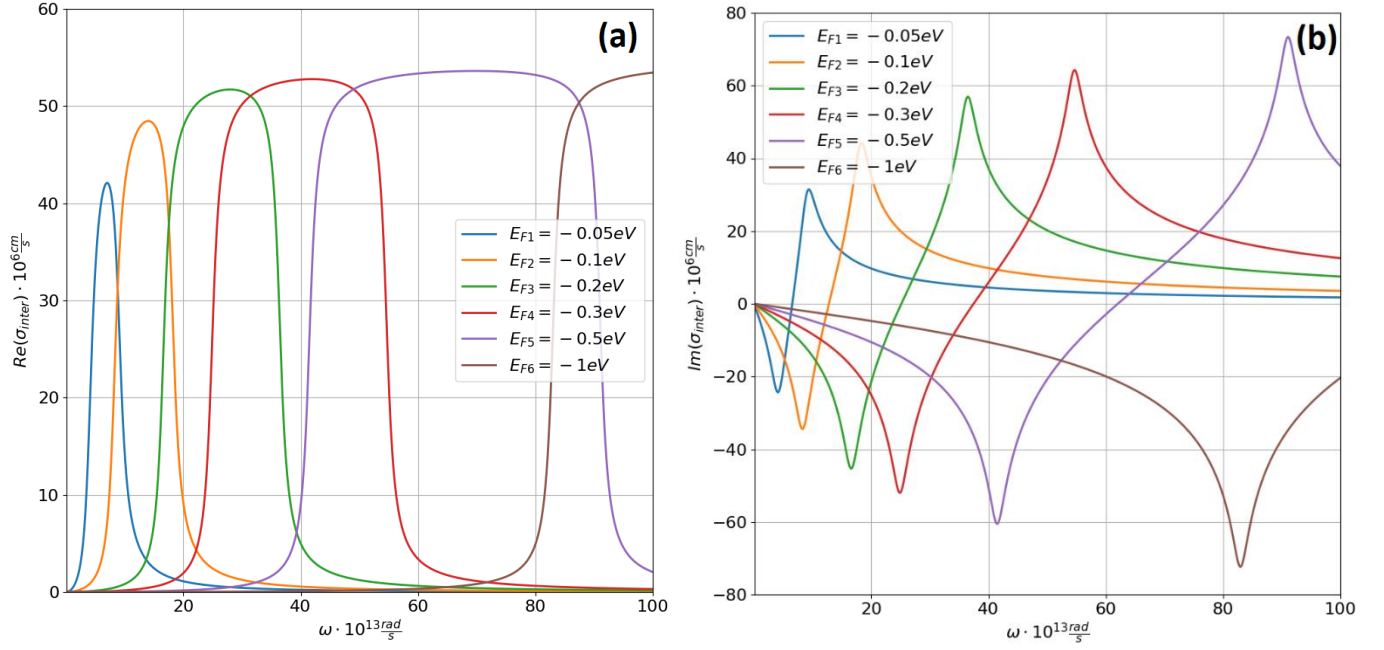 (a)
60
50
40
30
20
10
0
Re(σ_inter) · 10^6 cm/s
E_F1 = −0.05eV
E_F2 = −0.1eV
E_F3 = −0.2eV
E_F4 = −0.3eV
E_F5 = −0.5eV
E_F6 = −1eV
20 40 60 80 100
ω · 10^13 rad/s
(b)
80
60
40
20
0
−20
−40
−60
−80
Im(σ_inter) · 10^6 cm/s
E_F1 = −0.05eV
E_F2 = −0.1eV
E_F3 = −0.2eV
E_F4 = −0.3eV
E_F5 = −0.5eV
E_F6 = −1eV
20 40 60 80 100
ω · 10^13 rad/s